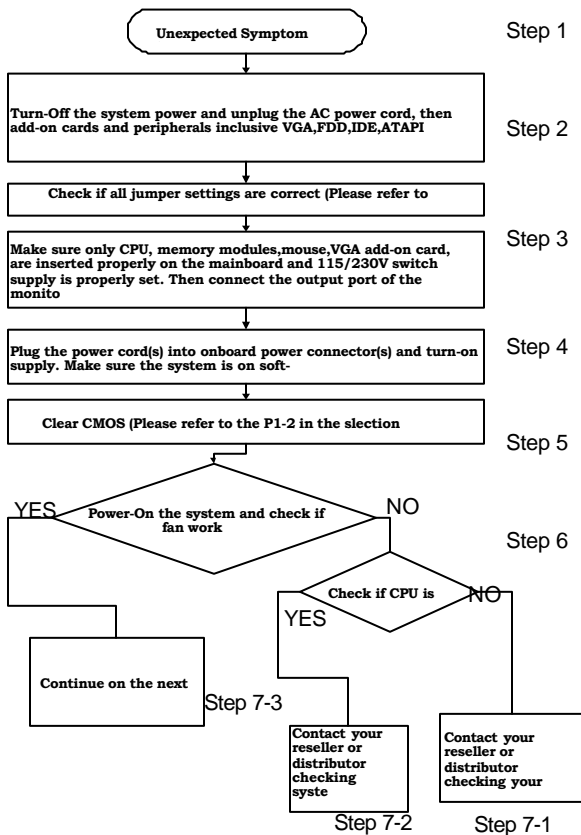 Unexpected Symptom
Step 1
Turn-Off the system power and unplug the AC power cord, then
add-on cards and peripherals inclusive VGA,FDD,IDE,ATAPI
Step 2
Check if all jumper settings are correct (Please refer to
Step 3
Make sure only CPU, memory modules,mouse,VGA add-on card,
are inserted properly on the mainboard and 115/230V switch
supply is properly set. Then connect the output port of the
monito
Plug the power cord(s) into onboard power connector(s) and turn-on
supply. Make sure the system is on soft-
Step 4
Clear CMOS (Please refer to the P1-2 in the slection
Step 5
YES
Power-On the system and check if
fan work
NO
Step 6
Check if CPU is
YES
NO
Continue on the next
Step 7-3
Contact your
reseller or
distributor
checking
syste
Step 7-2
Contact your
reseller or
distributor
checking your
Step 7-1